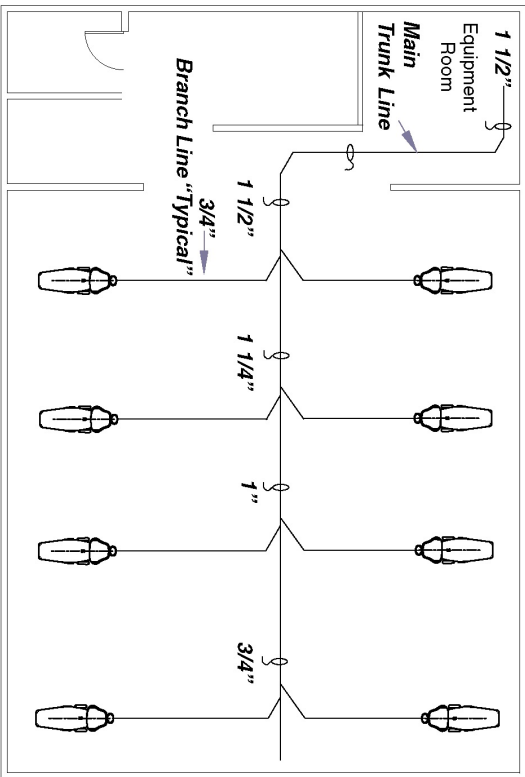 1 1/2”
Equipment
Room
Main
Trunk Line
1 1/2”
3/4”
Branch Line “Typical”
1 1/4”
1”
3/4”